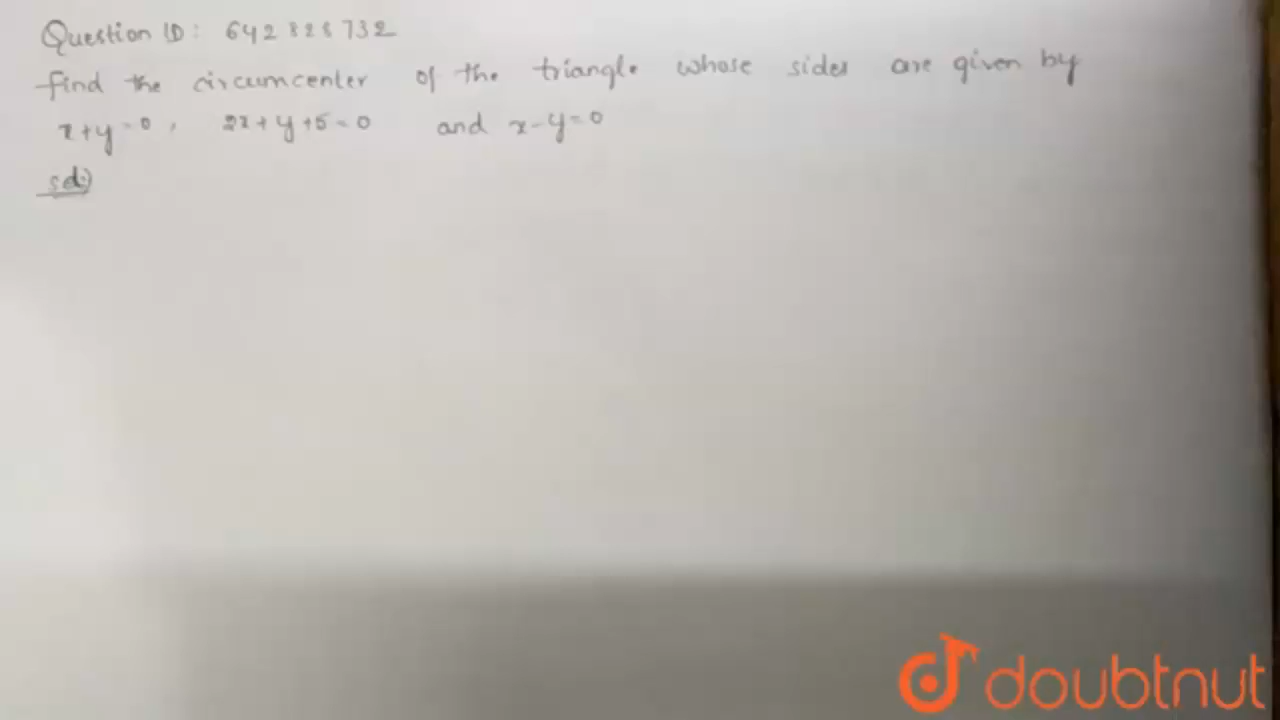 Question ID: 642828732
find the circumcenter of the triangle whose sides are given by
x+y=0, 2x+y+5=0 and x-y=0
sol)
doubtnut